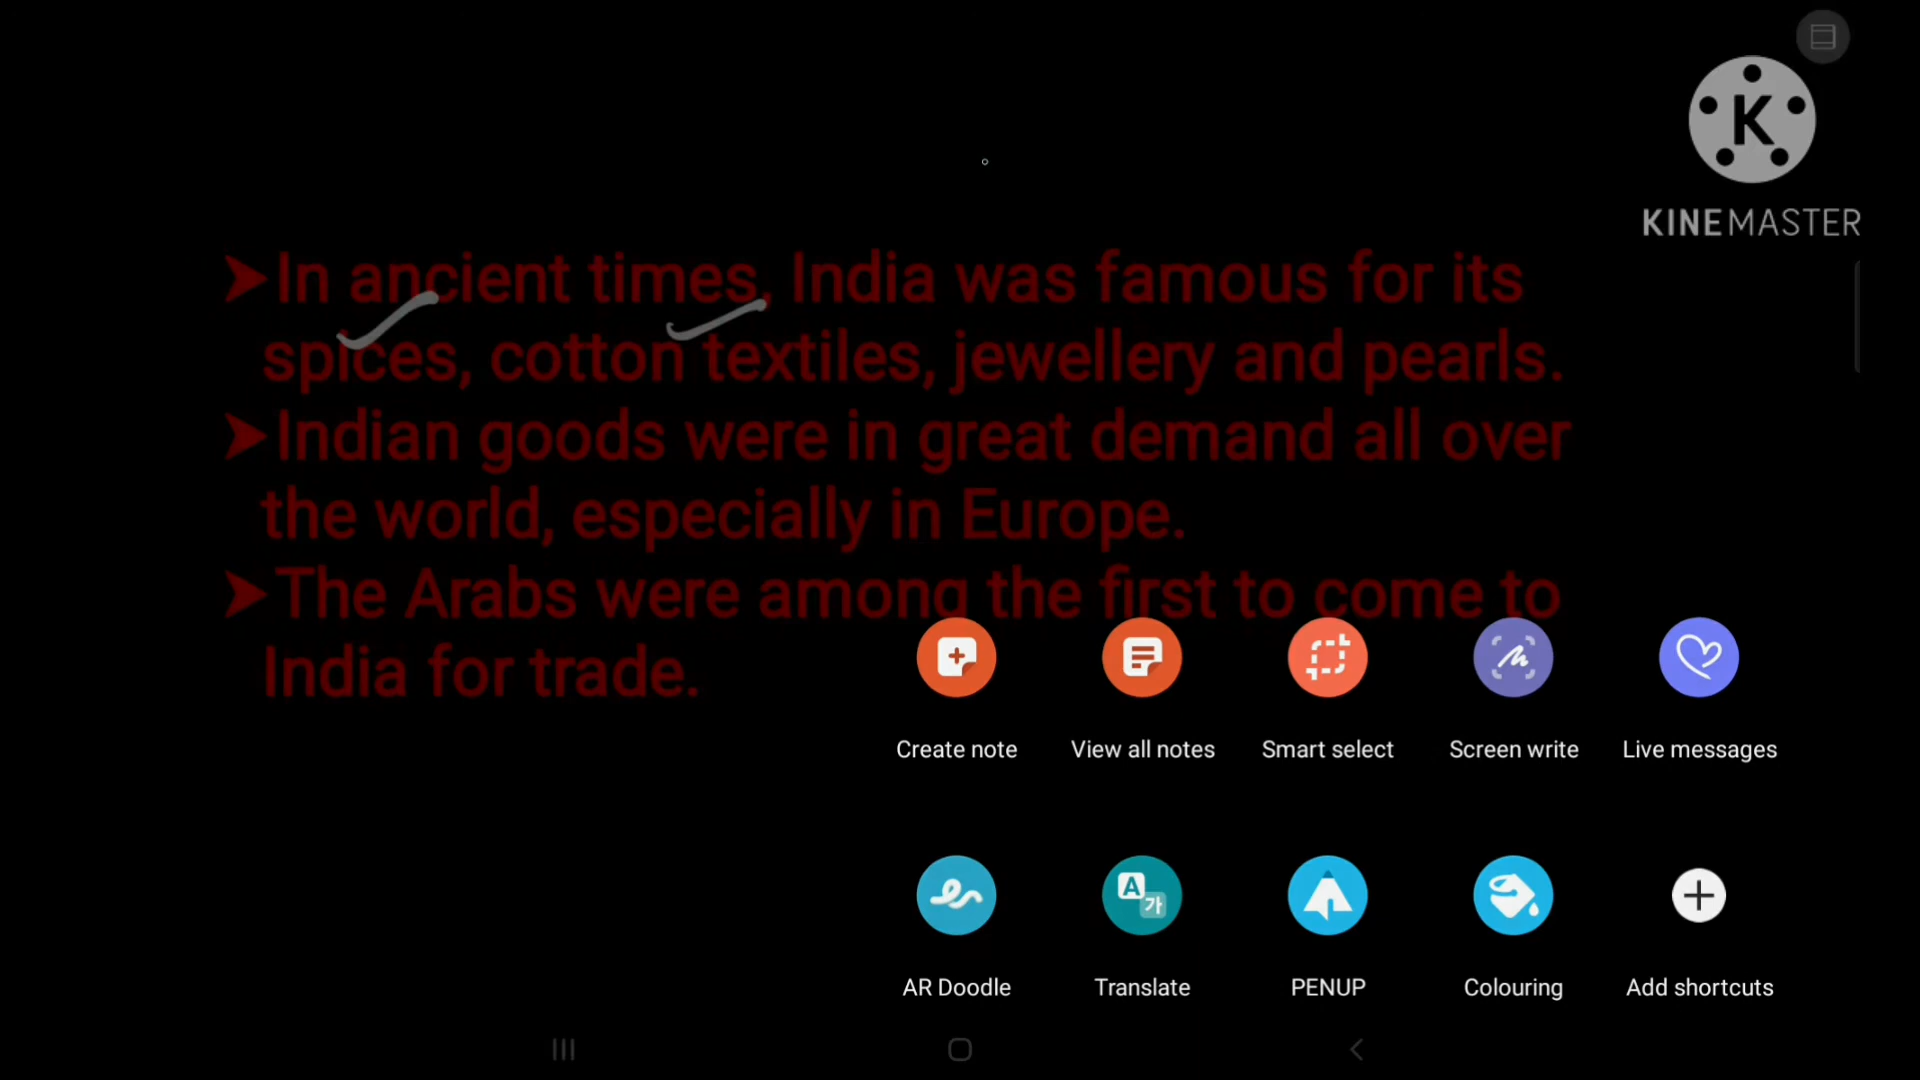 KINEMASTER
➤In ancient times, India was famous for its
spices, cotton textiles, jewellery and pearls.
➤Indian goods were in great demand all over
the world, especially in Europe.
➤The Arabs were among the first to come to
India for trade.
Create note View all notes Smart select Screen write Live messages
AR Doodle Translate PENUP Colouring Add shortcuts